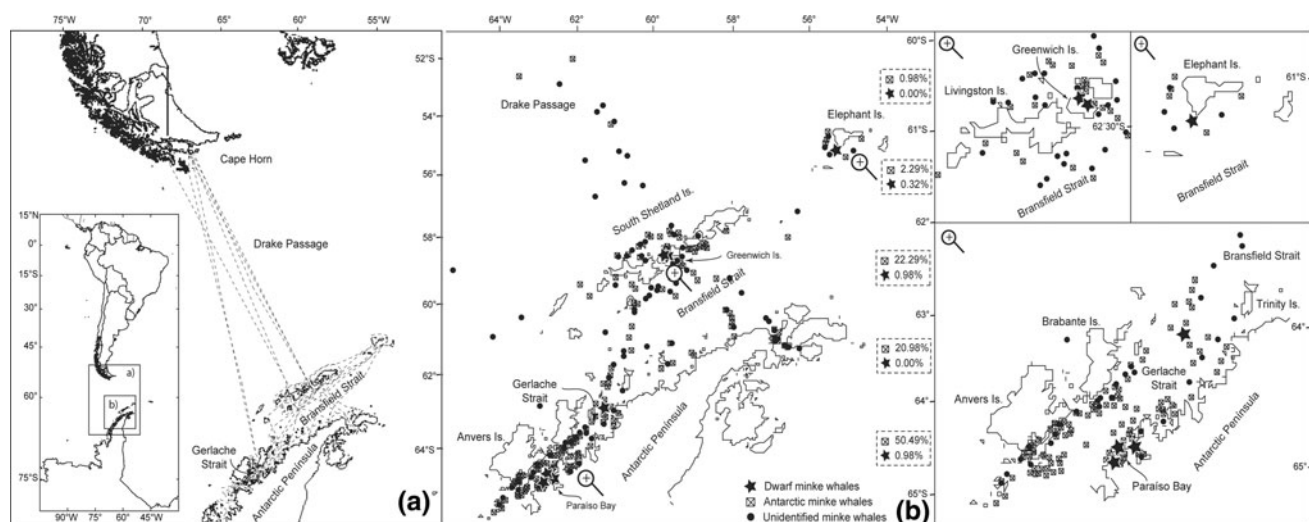 75°W 70°W 65°W 60°W 55°W
Cape Horn
Drake Passage
Bransfield Strait
Gerlache
Strait
Antarctic Peninsula
(a)
15°N
0°
15°S
30°
45°
60°
75°S
90°W 75° 60° 45°W
a)
b)
64°W 62° 60° 58° 56° 54°W
52°S
54°
56°
58°
60°
62°
64°S
Drake Passage
Elephant Is.
South Shetland Is.
Greenwich Is.
Bransfield Strait
Gerlache
Strait
Anvers Is.
Antarctic Peninsula
Paraíso Bay
Dwarf minke whales
Antarctic minke whales
Unidentified minke whales
0.98%
0.00%
2.29%
0.32%
22.29%
0.98%
20.98%
0.00%
50.49%
0.98%
60°S
61°S
62°
63°
64°
65°S
(b)
Greenwich Is.
Livingston Is.
62°30'S
Bransfield Strait
Elephant Is.
61°S
Bransfield Strait
Bransfield Strait
Trinity Is.
64°
Brabante Is.
Gerlache
Strait
Anvers Is.
Antarctic Peninsula
Paraíso Bay
65°